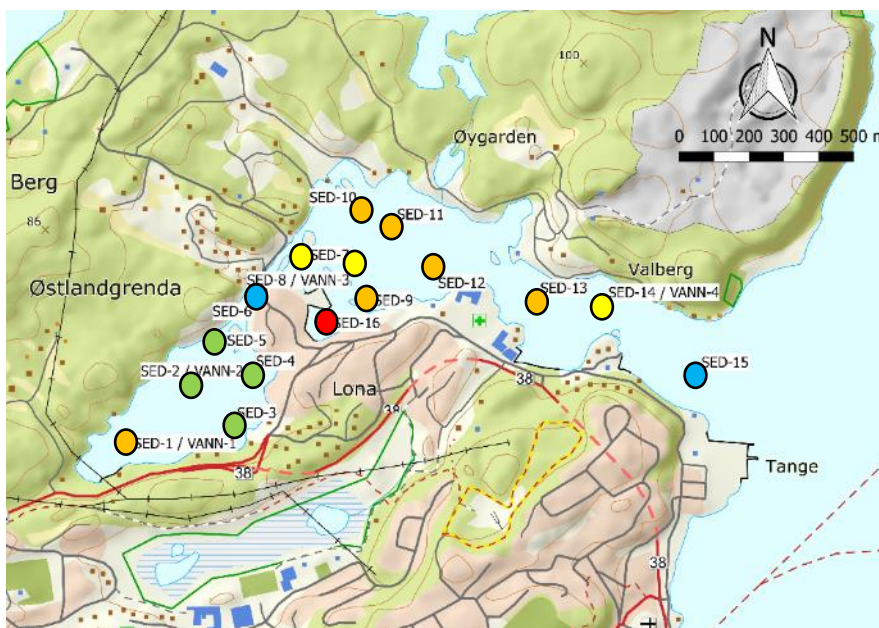 N
100
Øygarden
0 100 200 300 400 500 m
Berg
SED-10
SED-11
86
SED-7
Valberg
SED-12
SED-8 / VANN-3
Østlandgrenda
SED-13
SED-9
SED-14 / VANN-4
SED-6
SED-16
SED-5
SED-4
SED-15
SED-2 / VANN-2
38
Lona
38
SED-3
SED-1 / VANN-1
38
Tange
38